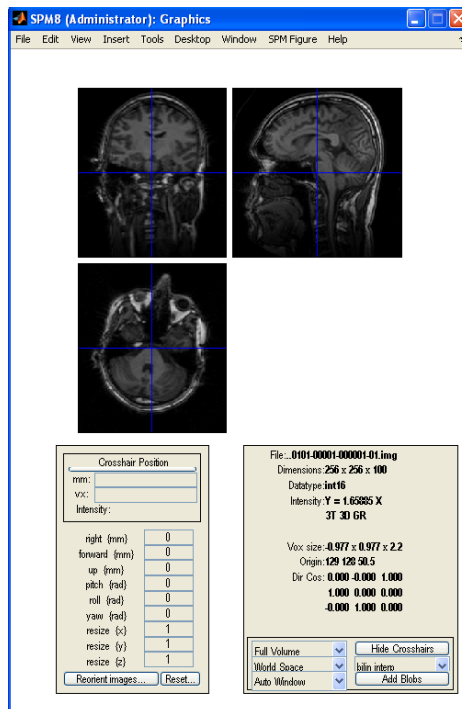 SPM8 (Administrator): Graphics
File Edit View Insert Tools Desktop Window SPM Figure Help
Crosshair Position
mm:
vx:
Intensity:
right {mm} 0
forward {mm} 0
up {mm} 0
pitch {rad} 0
roll {rad} 0
yaw {rad} 0
resize {x} 1
resize {y} 1
resize {z} 1
Reorient images... Reset...
File:...0101-00001-000001-01.img
Dimensions: 256 x 256 x 100
Datatype: int16
Intensity: Y = 1.65885 X
3T 3D GR
Vox size: -0.977 x 0.977 x 2.2
Origin: 129 128 50.5
Dir Cos: 0.000 -0.000 1.000
1.000 0.000 0.000
-0.000 1.000 0.000
Full Volume Hide Crosshairs
World Space bilin interp
Auto Window Add Blobs